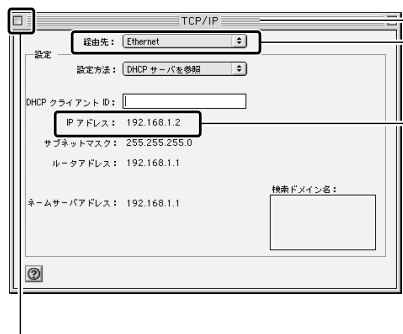 TCP/IP
経由先： Ethernet
設定
設定方法： DHCP サーバを参照
DHCP クライアント ID：
IP アドレス： 192.168.1.2
サブネットマスク： 255.255.255.0
ルータアドレス： 192.168.1.1
検索ドメイン名：
ネームサーバアドレス： 192.168.1.1
?